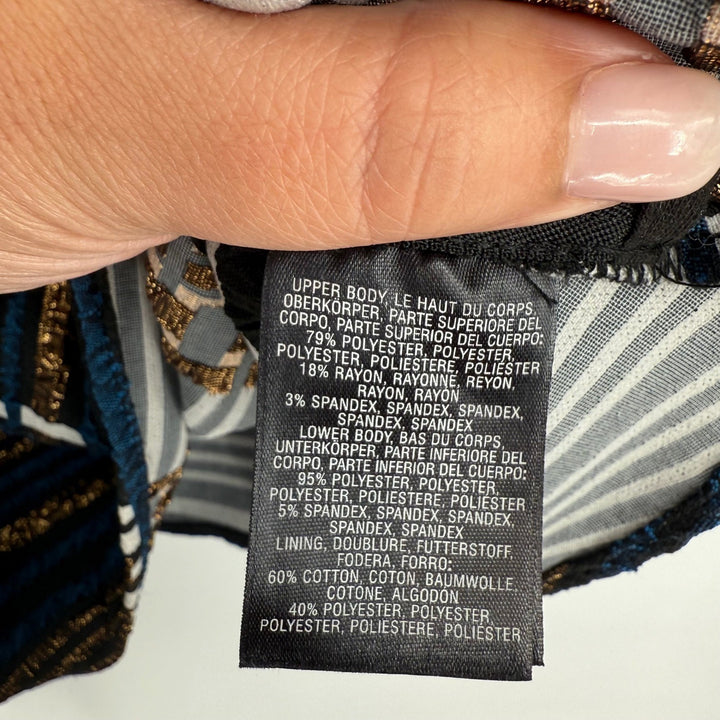 UPPER BODY, LE HAUT DU CORPS,
OBERKÖRPER, PARTE SUPERIORE DEL
CORPO, PARTE SUPERIOR DEL CUERPO:
79% POLYESTER, POLYESTER,
POLYESTER, POLIESTERE, POLIÉSTER
18% RAYON, RAYONNE, REYON,
RAYON, RAYÓN
3% SPANDEX, SPANDEX, SPANDEX,
SPANDEX, SPANDEX
LOWER BODY, BAS DU CORPS,
UNTERKÖRPER, PARTE INFERIORE DEL
CORPO, PARTE INFERIOR DEL CUERPO:
95% POLYESTER, POLYESTER,
POLYESTER, POLIESTERE, POLIÉSTER
5% SPANDEX, SPANDEX, SPANDEX,
SPANDEX, SPANDEX
LINING, DOUBLURE, FUTTERSTOFF,
FODERA, FORRO:
60% COTTON, COTON, BAUMWOLLE,
COTONE, ALGODÓN
40% POLYESTER, POLYESTER,
POLYESTER, POLIESTERE, POLIÉSTER